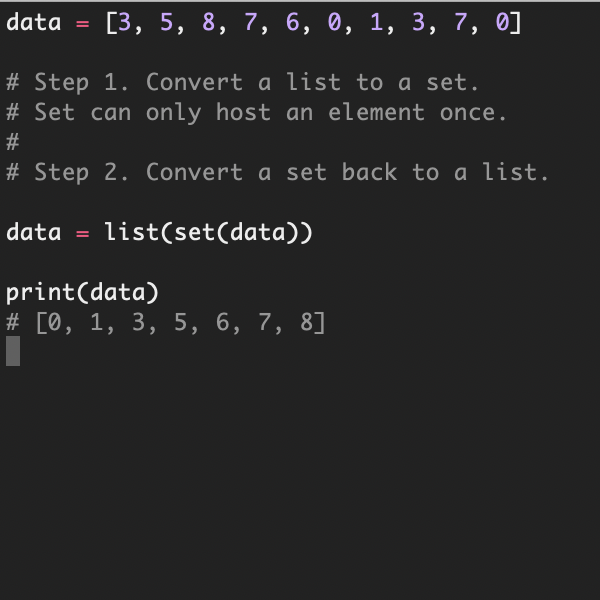 data = [3, 5, 8, 7, 6, 0, 1, 3, 7, 0]
# Step 1. Convert a list to a set.
# Set can only host an element once.
#
# Step 2. Convert a set back to a list.
data = list(set(data))
print(data)
# [0, 1, 3, 5, 6, 7, 8]